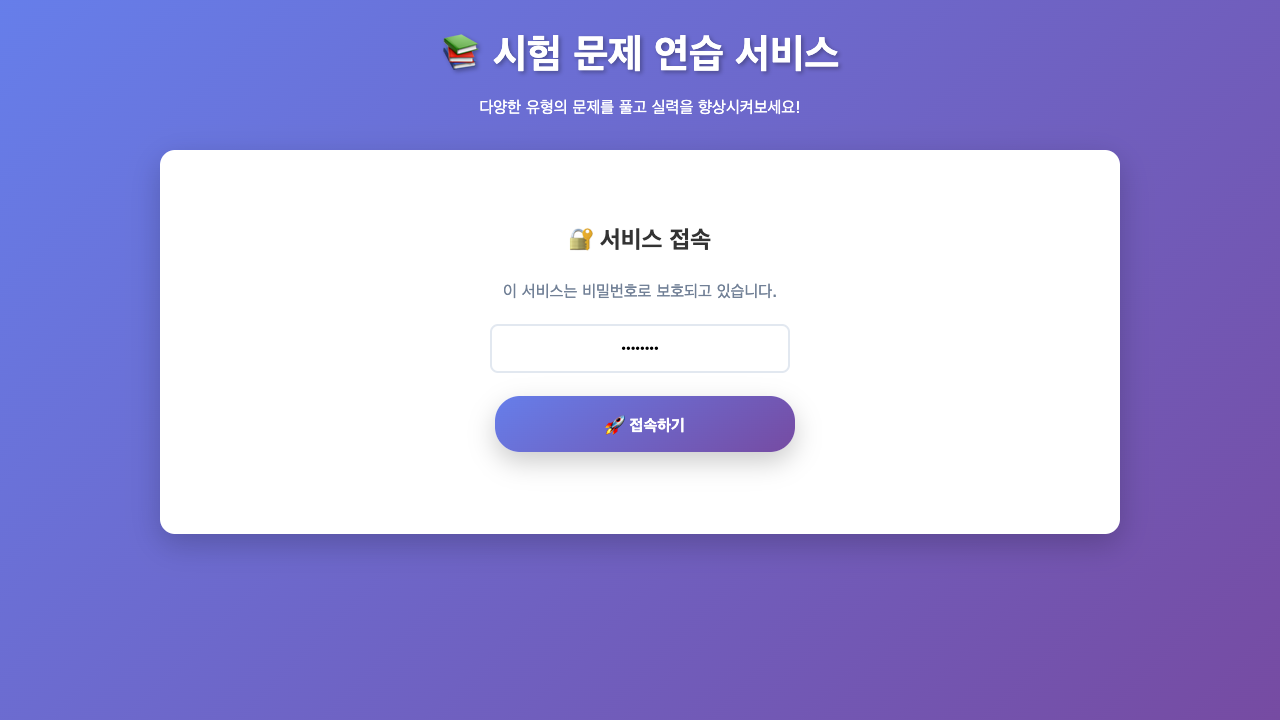 📚 시험 문제 연습 서비스
다양한 유형의 문제를 풀고 실력을 향상시켜보세요!
🔐 서비스 접속
이 서비스는 비밀번호로 보호되고 있습니다.
••••••••
🚀 접속하기